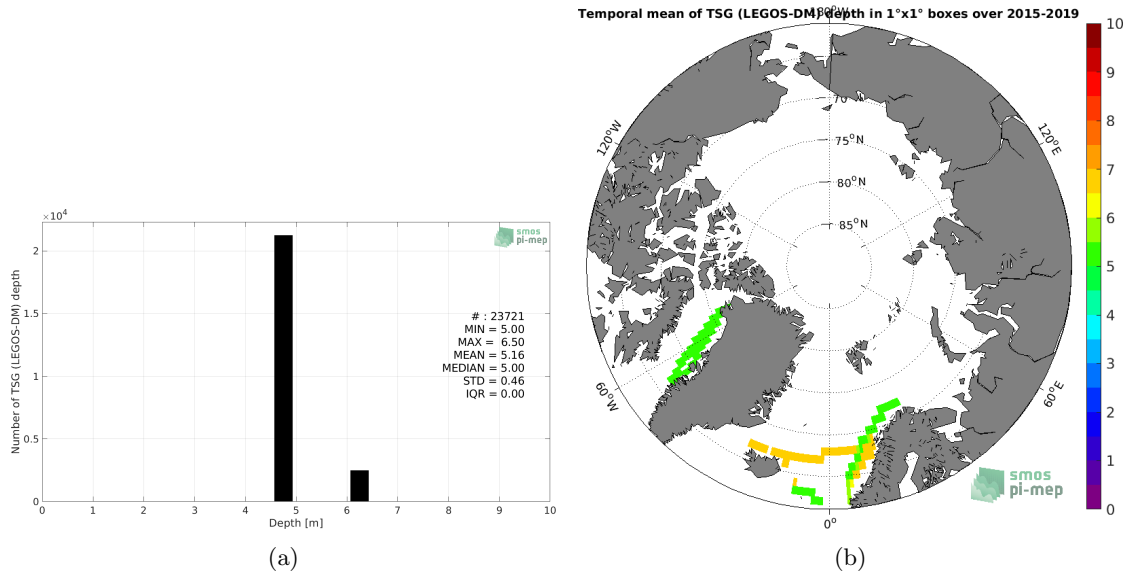 ×10⁴
2
1.5
1
0.5
0
Number of TSG (LEGOS-DM) depth
0 1 2 3 4 5 6 7 8 9 10
Depth [m]
smos
pi-mep
# : 23721
MIN = 5.00
MAX = 6.50
MEAN = 5.16
MEDIAN = 5.00
STD = 0.46
IQR = 0.00
(a)
Temporal mean of TSG (LEGOS-DM) depth in 1°x1° boxes over 2015-2019
180°W
120°W
120°E
60°W
60°E
0°
70°N
75°N
80°N
85°N
smos
pi-mep
10
9
8
7
6
5
4
3
2
1
0
(b)